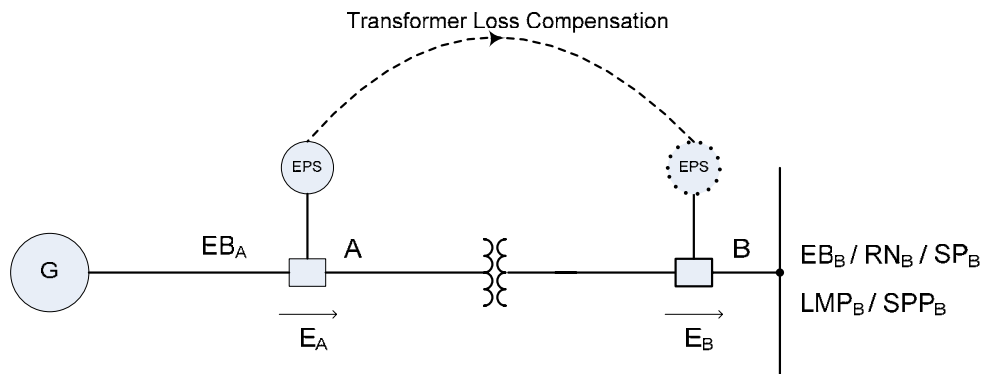 Transformer Loss Compensation
EPS
EPS
EB_A
A
B
G
EB_B / RN_B / SP_B
LMP_B / SPP_B
E_A
E_B